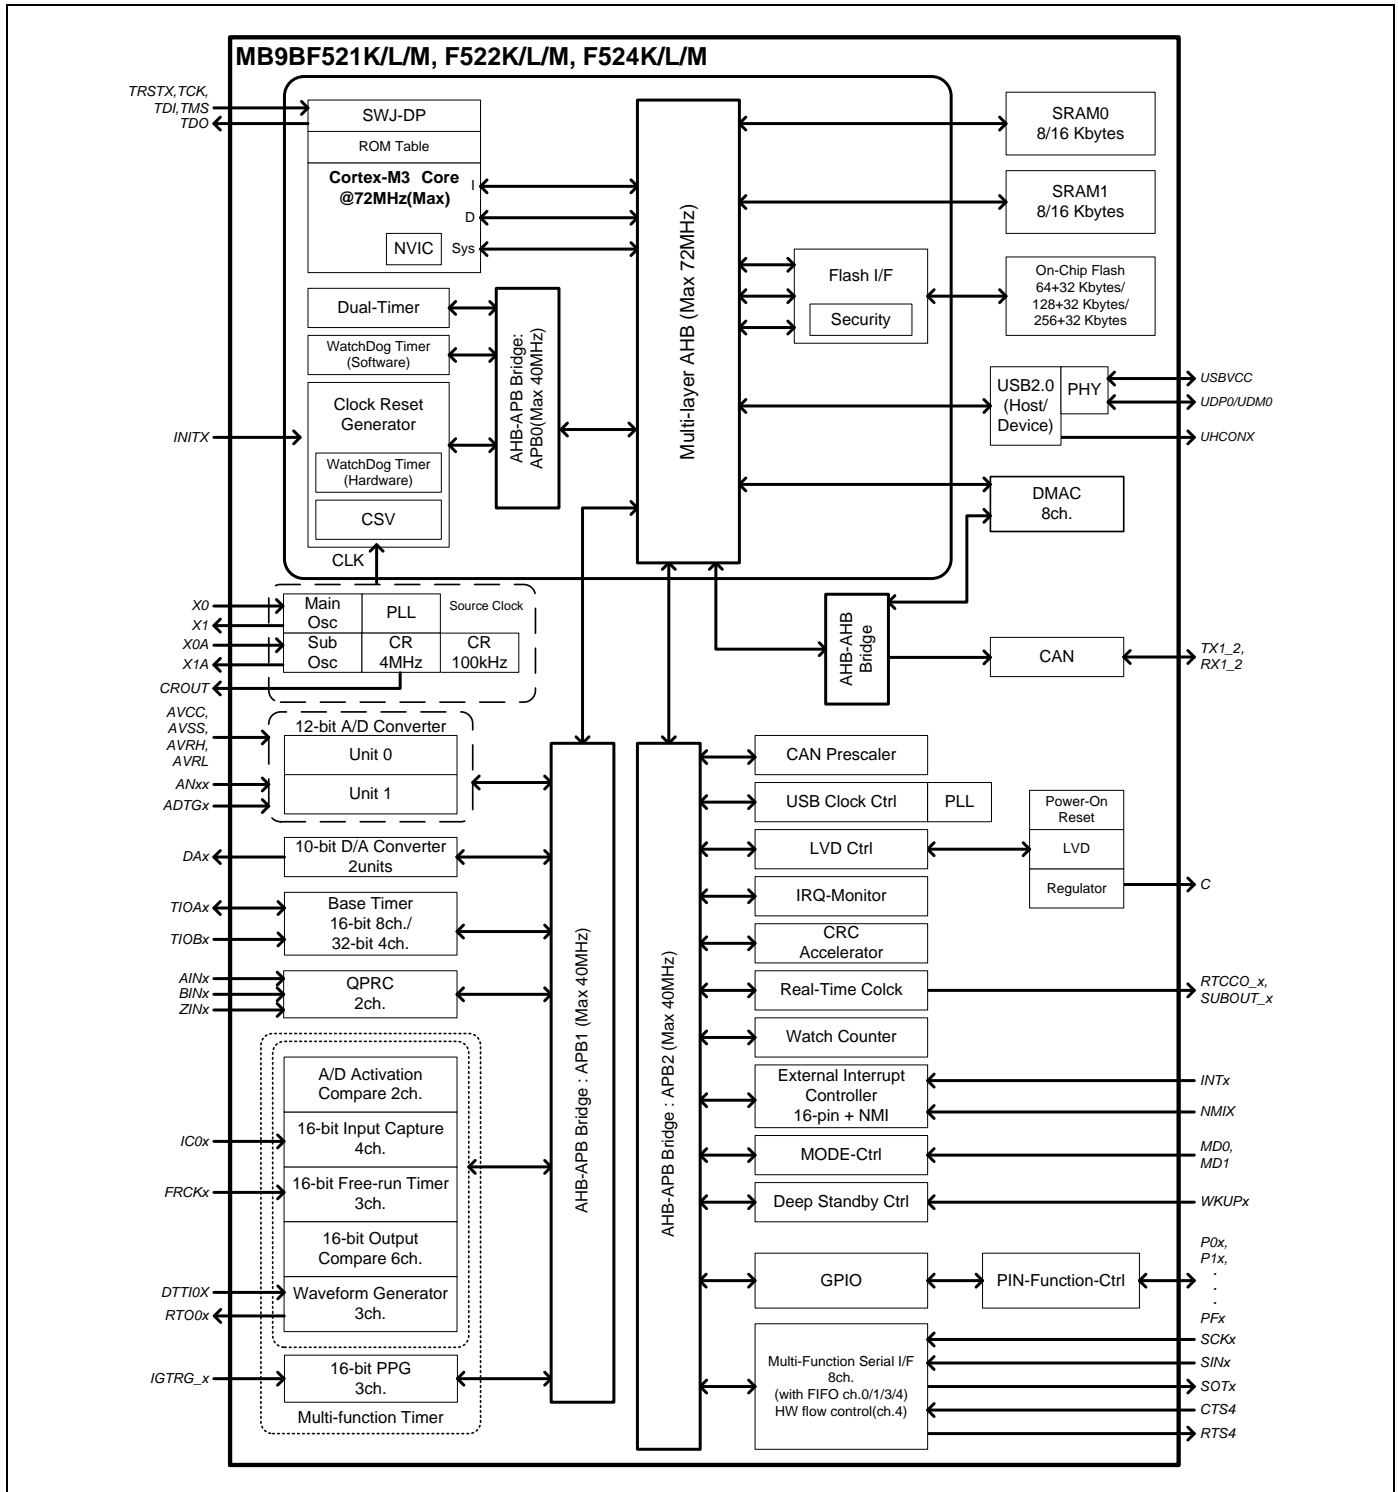 MB9BF521K/L/M, F522K/L/M, F524K/L/M
TRSTX,TCK,
TDI,TMS
TDO
SWJ-DP
ROM Table
Cortex-M3 Core
@72MHz(Max)
I
D
NVIC
Sys
Dual-Timer
WatchDog Timer
(Software)
Clock Reset
Generator
INITX
WatchDog Timer
(Hardware)
CSV
CLK
AHB-APB Bridge:
APB0(Max 40MHz)
Multi-layer AHB (Max 72MHz)
SRAM0
8/16 Kbytes
SRAM1
8/16 Kbytes
Flash I/F
Security
On-Chip Flash
64+32 Kbytes/
128+32 Kbytes/
256+32 Kbytes
USB2.0
(Host/
Device)
PHY
USBVCC
UDP0/UDM0
UHCONX
DMAC
8ch.
AHB-AHB
Bridge
CAN
TX1_2,
RX1_2
X0
X1
X0A
X1A
CROUT
Main
Osc
PLL
Source Clock
Sub
Osc
CR
4MHz
CR
100kHz
AVCC,
AVSS,
AVRH,
AVRL
ANxx
ADTGx
12-bit A/D Converter
Unit 0
Unit 1
DAx
10-bit D/A Converter
2units
TIOAx
TIOBx
Base Timer
16-bit 8ch./
32-bit 4ch.
AINx
BINx
ZINx
QPRC
2ch.
A/D Activation
Compare 2ch.
IC0x
16-bit Input Capture
4ch.
FRCKx
16-bit Free-run Timer
3ch.
16-bit Output
Compare 6ch.
DTTI0X
RTO0x
Waveform Generator
3ch.
IGTRG_x
16-bit PPG
3ch.
Multi-function Timer
AHB-APB Bridge : APB1 (Max 40MHz)
AHB-APB Bridge : APB2 (Max 40MHz)
CAN Prescaler
USB Clock Ctrl
PLL
LVD Ctrl
Power-On
Reset
LVD
Regulator
C
IRQ-Monitor
CRC
Accelerator
Real-Time Colck
RTCCO_x,
SUBOUT_x
Watch Counter
External Interrupt
Controller
16-pin + NMI
INTx
NMIX
MODE-Ctrl
MD0,
MD1
Deep Standby Ctrl
WKUPx
GPIO
PIN-Function-Ctrl
P0x,
P1x,
.
.
.
PFx
Multi-Function Serial I/F
8ch.
(with FIFO ch.0/1/3/4)
HW flow control(ch.4)
SCKx
SINx
SOTx
CTS4
RTS4